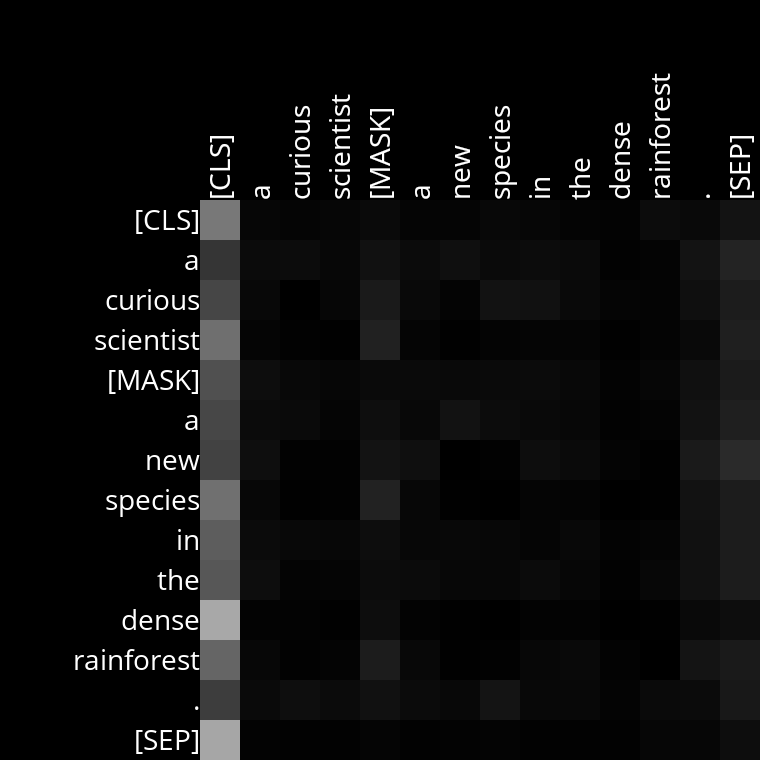 [CLS]
a
curious
scientist
[MASK]
a
new
species
in
the
dense
rainforest
.
[SEP]
[CLS]
a
curious
scientist
[MASK]
a
new
species
in
the
dense
rainforest
.
[SEP]